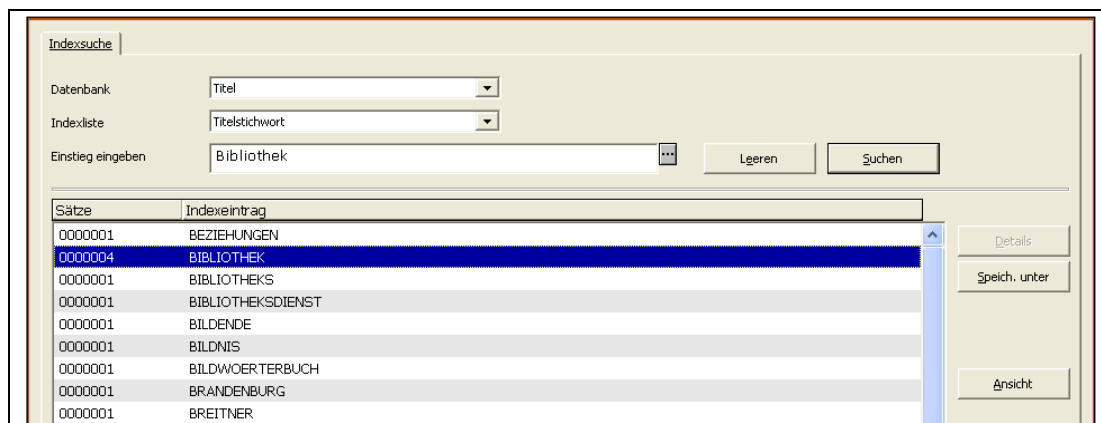 Indexsuche
Datenbank Titel
Indexliste Titelstichwort
Einstieg eingeben Bibliothek ... Leeren Suchen
Sätze Indexeintrag
0000001 BEZIEHUNGEN
Details
0000004 BIBLIOTHEK
0000001 BIBLIOTHEKS
Speich. unter
0000001 BIBLIOTHEKSDIENST
0000001 BILDENDE
0000001 BILDNIS
0000001 BILDWOERTERBUCH
0000001 BRANDENBURG
Ansicht
0000001 BREITNER